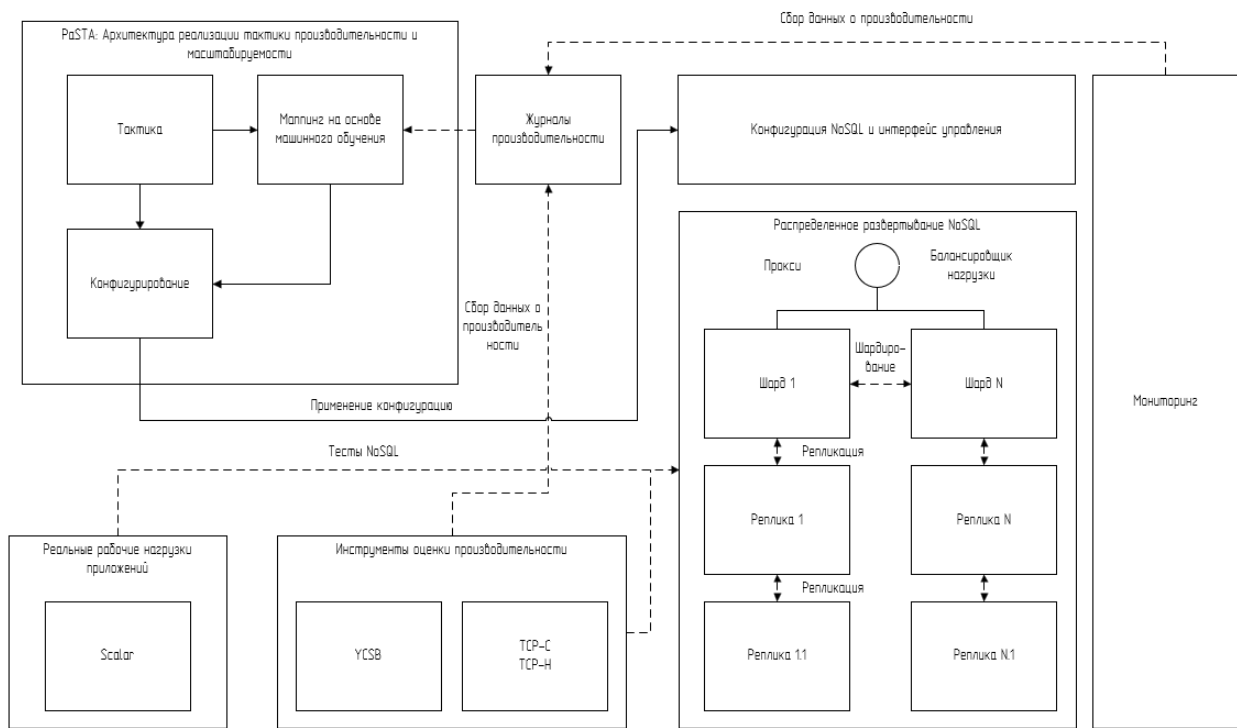 Сбор данных о производительности
PaSTA: Архитектура реализации тактики производительности и
масштабируемости
Тактика
Маппинг на основе
машинного обучения
Журналы
производительности
Конфигурация NoSQL и интерфейс управления
Конфигурирование
Сбор данных о
производитель
ности
Распределенное развертывание NoSQL
Прокси
Балансировщик
нагрузки
Шард 1
Шардиро-
вание
Шард N
Мониторинг
Применение конфигурацию
Тесты NoSQL
Репликация
Реплика 1
Реплика N
Репликация
Реплика 1.1
Реплика N.1
Реальные рабочие нагрузки
приложений
Scalar
Инструменты оценки производительности
YCSB
TCP-C
TCP-H